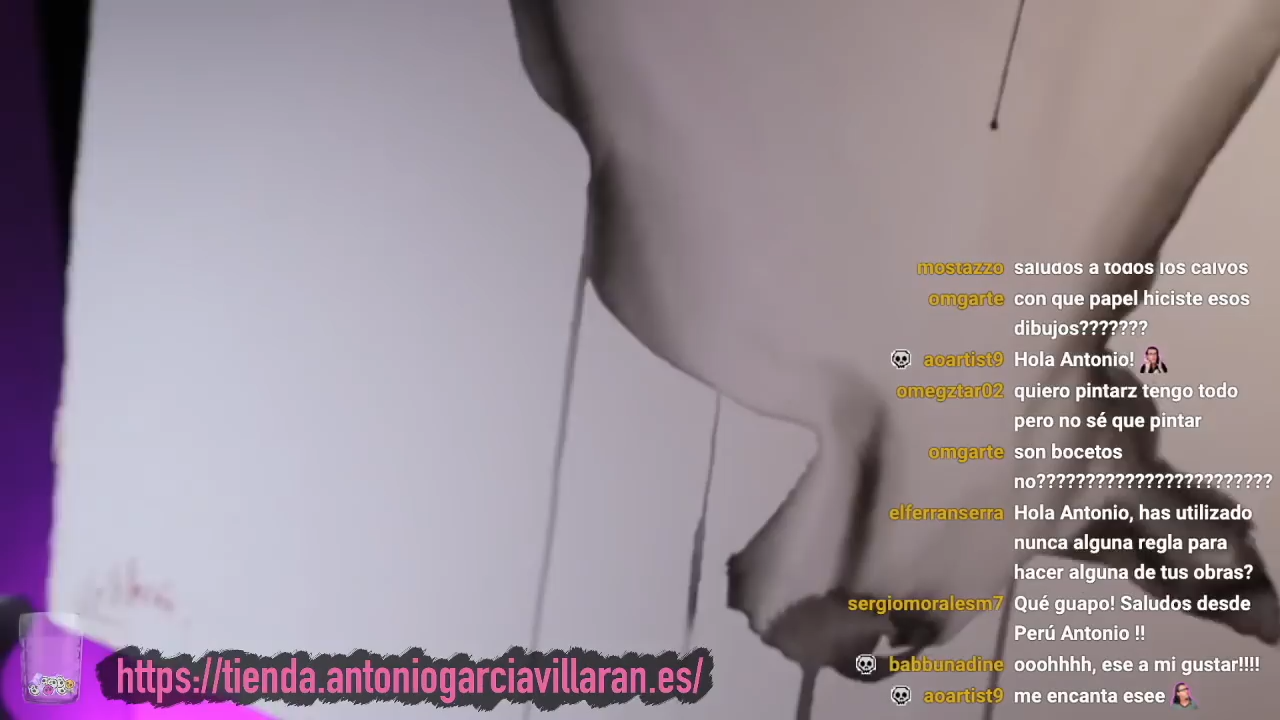 mostazzo saludos a todos los calvos
omgarte con que papel hiciste esos
dibujos???????
aoartist9 Hola Antonio!
omegztar02 quiero pintarz tengo todo
pero no sé que pintar
omgarte son bocetos
no????????????????????????
elferranserra Hola Antonio, has utilizado
nunca alguna regla para
hacer alguna de tus obras?
sergiomoralesm7 Qué guapo! Saludos desde
Perú Antonio !!
babbunadine ooohhhh, ese a mi gustar!!!!
aoartist9 me encanta esee
https://tienda.antoniogarciavillaran.es/